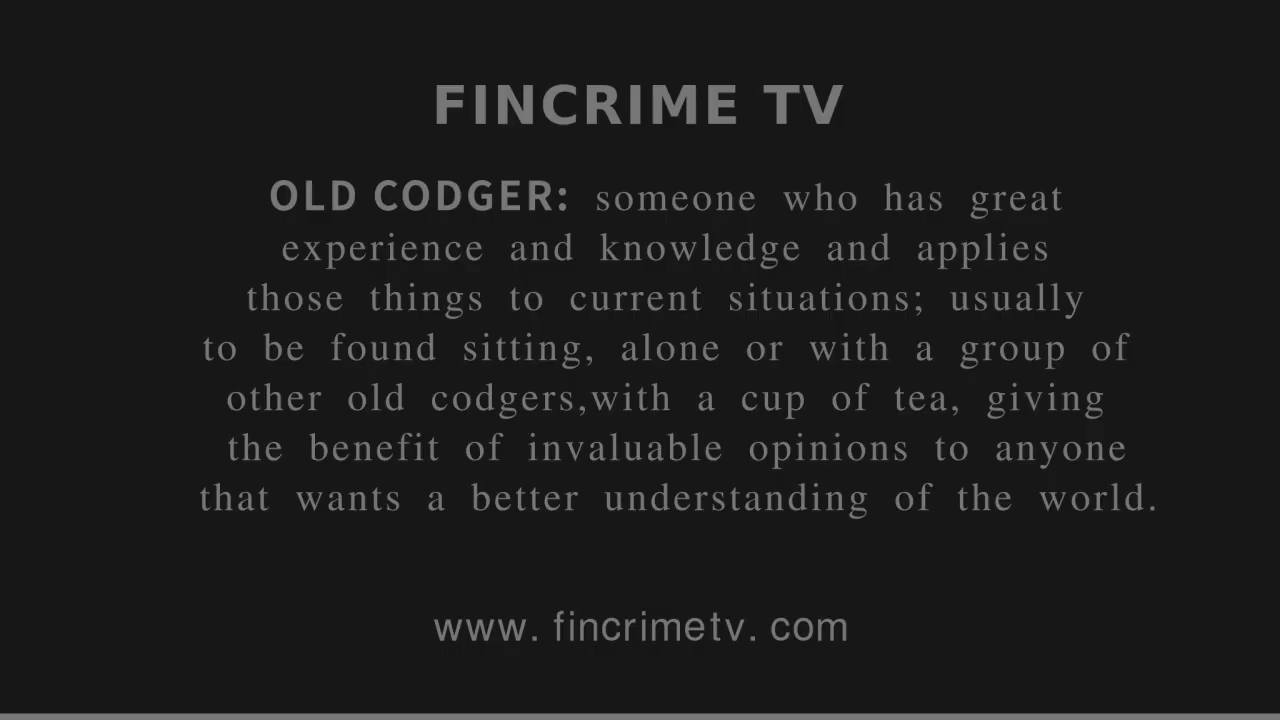 FINCRIME TV
OLD CODGER: someone who has great
experience and knowledge and applies
those things to current situations; usually
to be found sitting, alone or with a group of
other old codgers,with a cup of tea, giving
the benefit of invaluable opinions to anyone
that wants a better understanding of the world.
www. fincrimetv. com